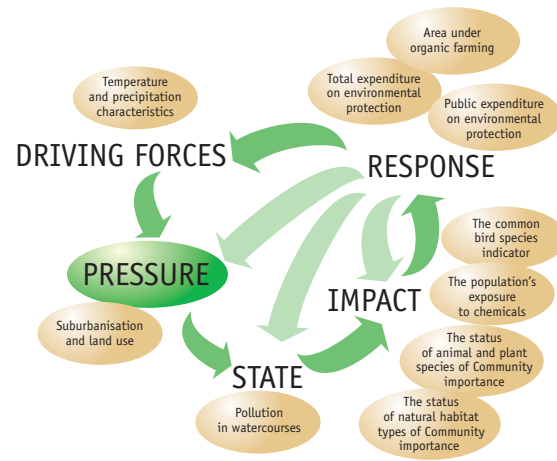 Area under
organic farming
Total expenditure
on environmental
protection
Public expenditure
on environmental
protection
Temperature
and precipitation
characteristics
DRIVING FORCES
RESPONSE
The common
bird species
indicator
PRESSURE
The population's
exposure
to chemicals
IMPACT
Suburbanisation
and land use
The status
of animal and plant
species of Community
importance
STATE
Pollution
in watercourses
The status
of natural habitat
types of Community
importance